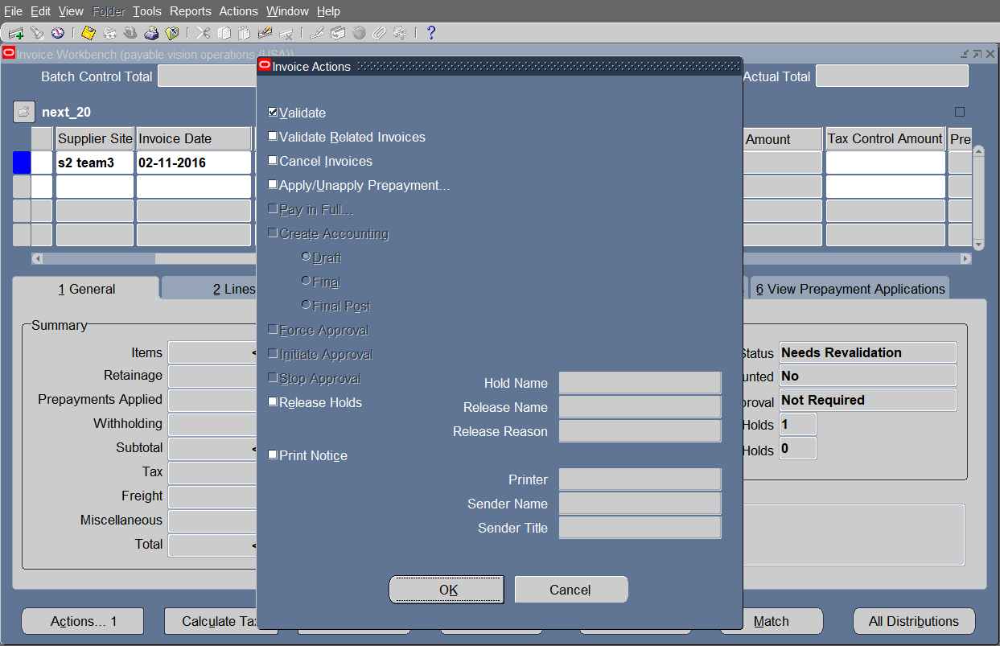 File Edit View Folder Tools Reports Actions Window Help
Invoice Workbench (payable vision operations (USA))
Invoice Actions
Batch Control Total
Actual Total
next_20
Supplier Site Invoice Date Amount Tax Control Amount Pre
s2 team3 02-11-2016
Validate
Validate Related Invoices
Cancel Invoices
Apply/Unapply Prepayment...
Pay in Full...
Create Accounting
Draft
Final
Final Post
Force Approval
Initiate Approval
Stop Approval
Release Holds
Hold Name
Release Name
Release Reason
Print Notice
Printer
Sender Name
Sender Title
OK Cancel
1 General 2 Lines 6 View Prepayment Applications
Summary
Items
Retainage
Prepayments Applied
Withholding
Subtotal
Tax
Freight
Miscellaneous
Total
Status Needs Revalidation
unted No
proval Not Required
Holds 1
Holds 0
Actions... 1 Calculate Tax Match All Distributions